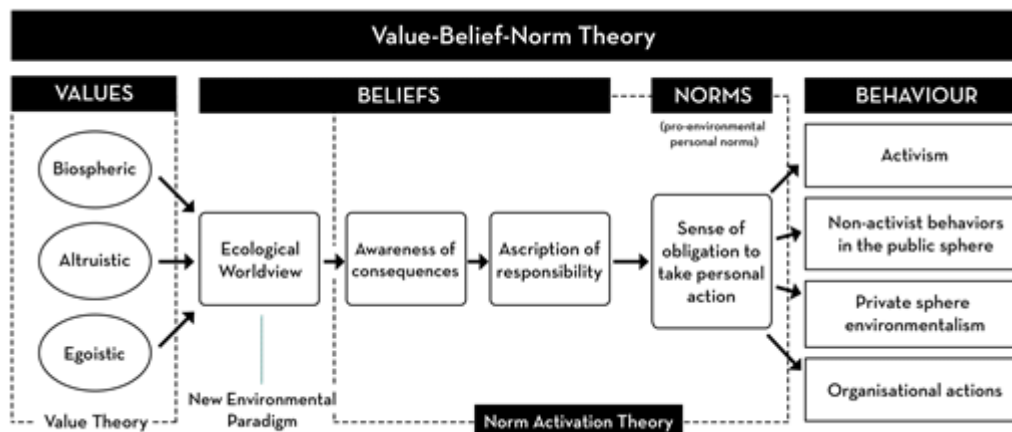 Value-Belief-Norm Theory
VALUES
BELIEFS
NORMS
BEHAVIOUR
(pro-environmental
personal norms)
Biospheric
Altruistic
Egoistic
Value Theory
Ecological
Worldview
New Environmental
Paradigm
Awareness of
consequences
Ascription of
responsibility
Norm Activation Theory
Sense of
obligation to
take personal
action
Activism
Non-activist behaviors
in the public sphere
Private sphere
environmentalism
Organisational actions